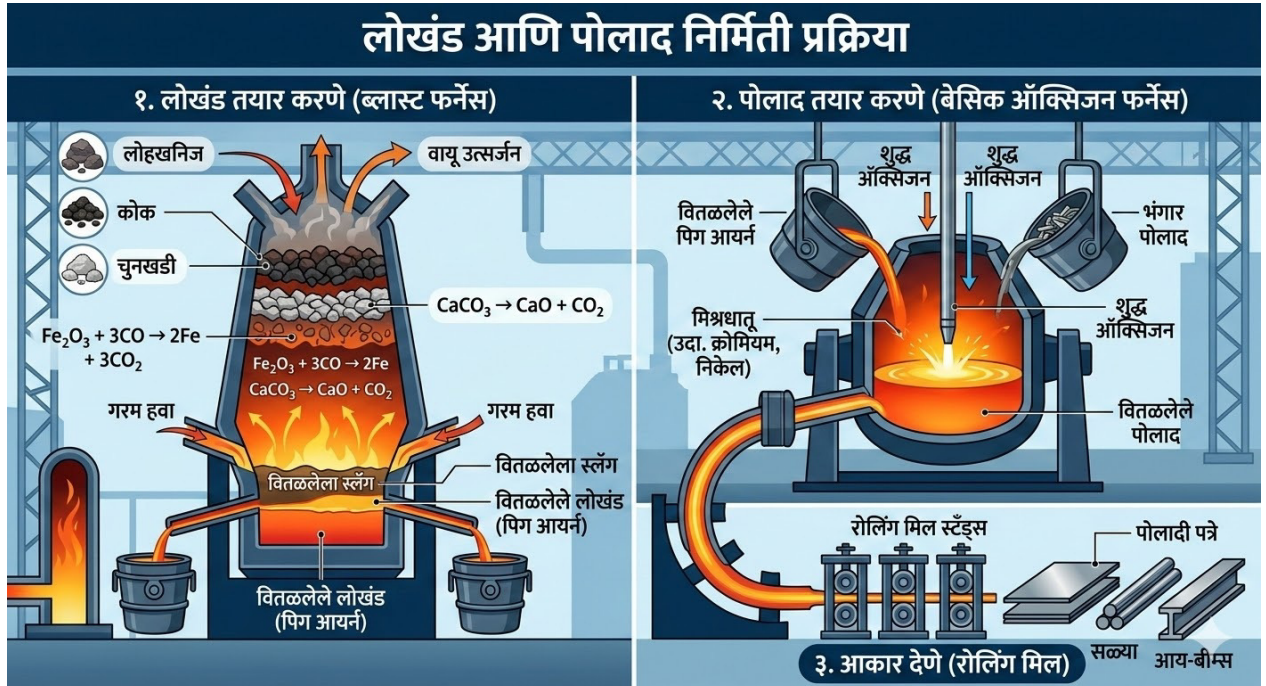 लोखंड आणि पोलाद निर्मिती प्रक्रिया
१. लोखंड तयार करणे (ब्लास्ट फर्नेस)
लोहखनिज
वायू उत्सर्जन
कोक
चुनखडी
CaCO₃ → CaO + CO₂
Fe₂O₃ + 3CO → 2Fe
+ 3CO₂
Fe₂O₃ + 3CO → 2Fe
CaCO₃ → CaO + CO₂
गरम हवा
गरम हवा
वितळलेला स्लॅग
वितळलेला स्लॅग
वितळलेले लोखंड
(पिग आयर्न)
वितळलेले लोखंड
(पिग आयर्न)
२. पोलाद तयार करणे (बेसिक ऑक्सिजन फर्नेस)
शुद्ध
ऑक्सिजन
शुद्ध
ऑक्सिजन
वितळलेले
पिग आयर्न
भंगार
पोलाद
मिश्रधातू
(उदा. क्रोमियम,
निकेल)
शुद्ध
ऑक्सिजन
वितळलेले
पोलाद
रोलिंग मिल स्टँड्स
पोलादी पत्रे
सळ्या
आय-बीम्स
३. आकार देणे (रोलिंग मिल)